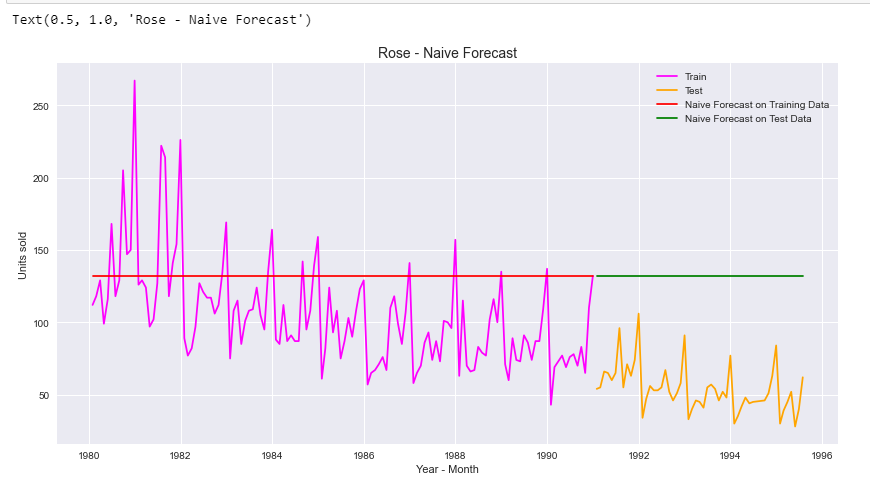 Text(0.5, 1.0, 'Rose - Naive Forecast')
Rose - Naive Forecast
Train
Test
Naive Forecast on Training Data
Naive Forecast on Test Data
250
200
150
100
50
Units sold
1980 1982 1984 1986 1988 1990 1992 1994 1996
Year - Month